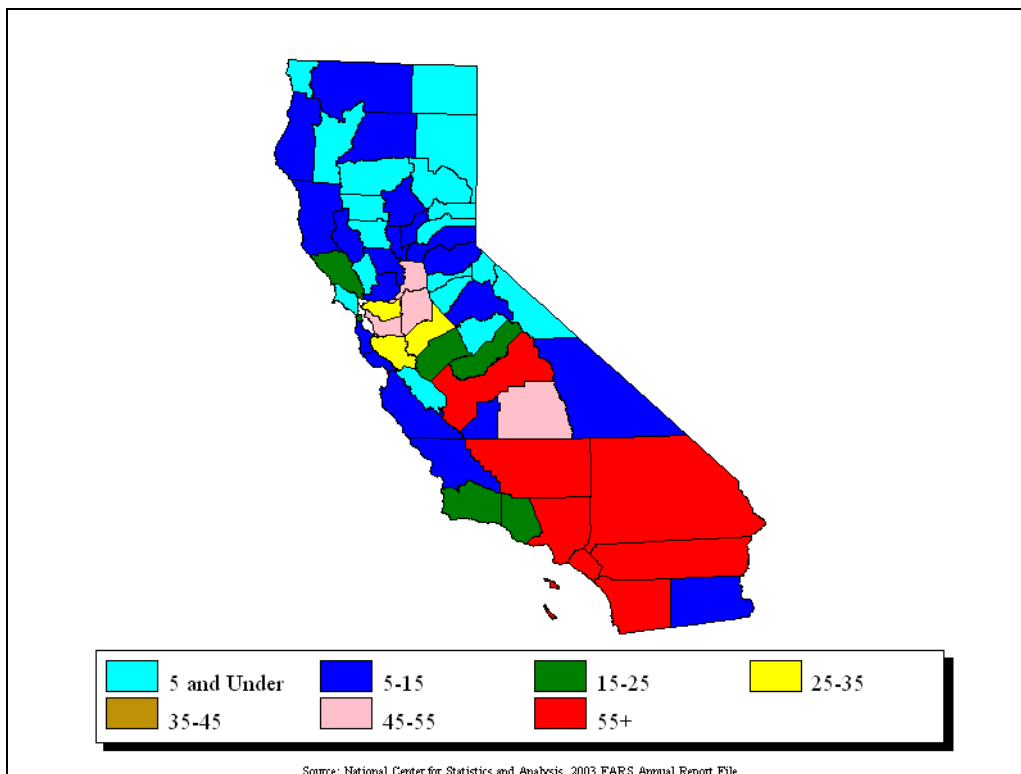 5 and Under 5-15 15-25 25-35
35-45 45-55 55+
Source: National Center for Statistics and Analysis, 2003 FARS Annual Report File